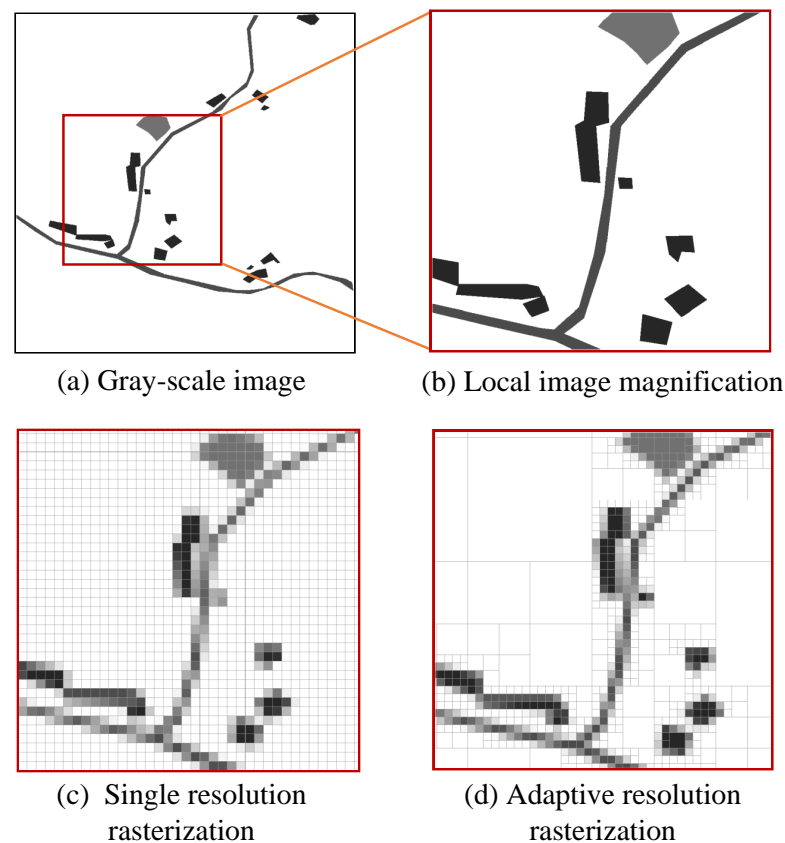 (a) Gray-scale image
(b) Local image magnification
(c) Single resolution
rasterization
(d) Adaptive resolution
rasterization